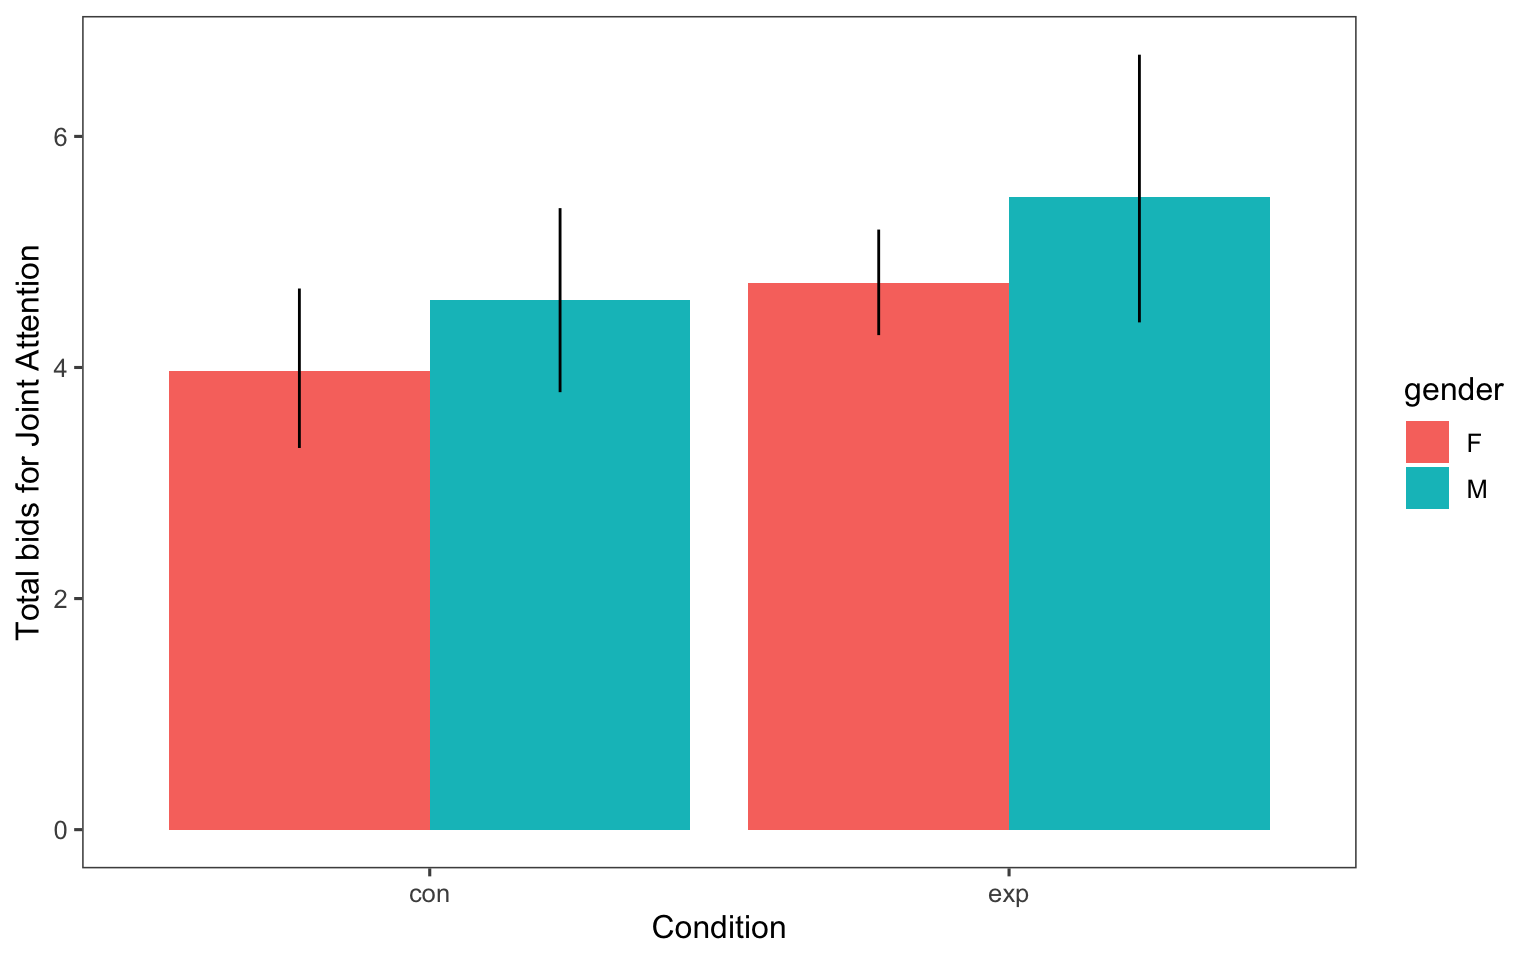 Total bids for Joint Attention
6
4
2
0
con
exp
Condition
gender
F
M